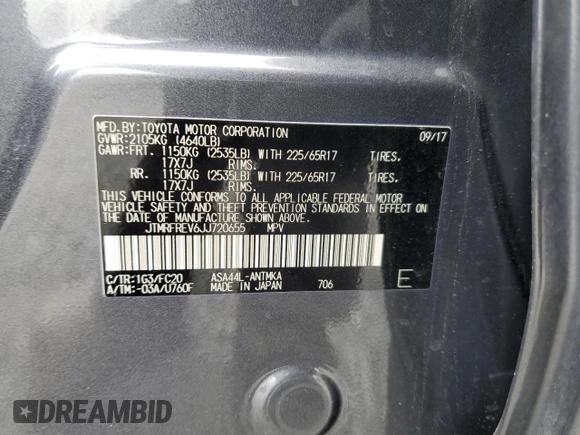 MFD.BY:TOYOTA MOTOR CORPORATION 09/17
GVWR:2105KG (4640LB)
GAWR:FRT. 1150KG (2535LB) WITH 225/65R17 TIRES.
17X7J RIMS.
RR. 1150KG (2535LB) WITH 225/65R17 TIRES.
17X7J RIMS.
THIS VEHICLE CONFORMS TO ALL APPLICABLE FEDERAL MOTOR
VEHICLE SAFETY AND THEFT PREVENTION STANDARDS IN EFFECT ON
THE DATE OF MANUFACTURE SHOWN ABOVE.
JTMRFREV6JJ720655 MPV
C/TR:1G3/FC20 ASA44L-ANTMKA
A/TM:-03A/U760F MADE IN JAPAN 706 E
DREAMBID